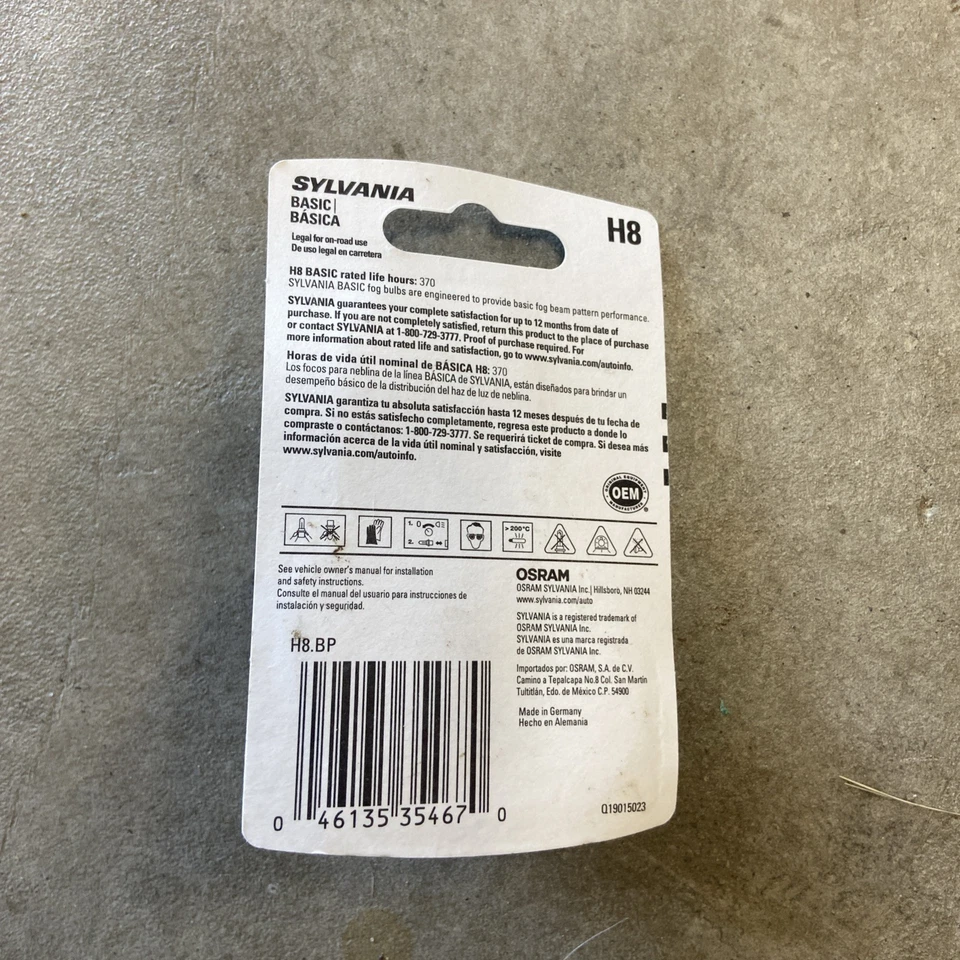 SYLVANIA
BASIC|
BÁSICA
H8
Legal for on-road use
De uso legal en carretera
H8 BASIC rated life hours: 370
SYLVANIA BASIC fog bulbs are engineered to provide basic fog beam pattern performance.
SYLVANIA guarantees your complete satisfaction for up to 12 months from date of
purchase. If you are not completely satisfied, return this product to the place of purchase
or contact SYLVANIA at 1-800-729-3777. Proof of purchase required. For
more information about rated life and satisfaction, go to www.sylvania.com/autoinfo.
Horas de vida útil nominal de BÁSICA H8: 370
Los focos para neblina de la línea BÁSICA de SYLVANIA, están diseñados para brindar un
desempeño básico de la distribución del haz de luz de neblina.
SYLVANIA garantiza tu absoluta satisfacción hasta 12 meses después de tu fecha de
compra. Si no estás satisfecho completamente, regresa este producto a donde lo
compraste o contáctanos: 1-800-729-3777. Se requerirá ticket de compra. Si desea más
información acerca de la vida útil nominal y satisfacción, visite
www.sylvania.com/autoinfo.
ORIGINAL EQUIPMENT
OEM
MANUFACTURER
®
1. 0
2.
>200°C
See vehicle owner's manual for installation
and safety instructions.
Consulte el manual del usuario para instrucciones de
instalación y seguridad.
H8.BP
0 46135 35467 0
OSRAM
OSRAM SYLVANIA Inc.| Hillsboro, NH 03244
www.sylvania.com/auto
SYLVANIA is a registered trademark of
OSRAM SYLVANIA Inc.
SYLVANIA es una marca registrada
de OSRAM SYLVANIA Inc.
Importados por: OSRAM, S.A. de C.V.
Camino a Tepalcapa No.8 Col. San Martín
Tultitlán, Edo. de México C.P. 54900
Made in Germany
Hecho en Alemania
Q19015023